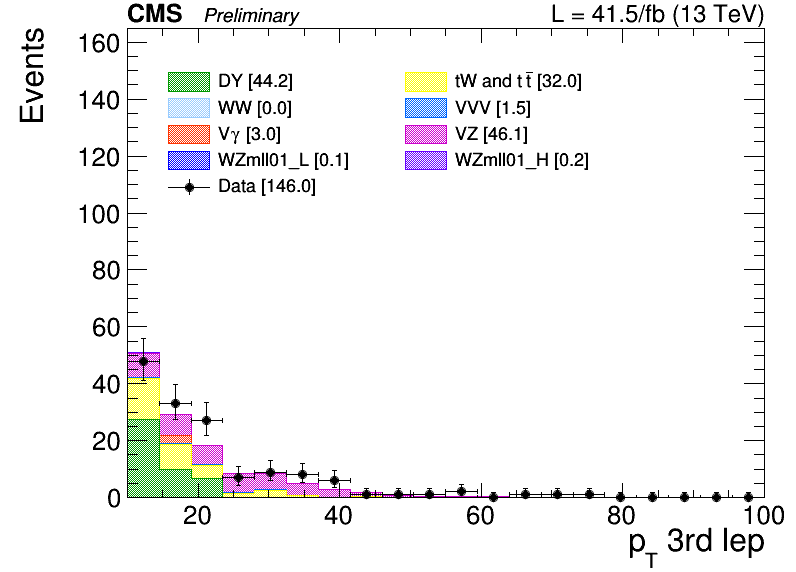 CMS Preliminary L = 41.5/fb (13 TeV)
Events
160
140
120
100
80
60
40
20
0
DY [44.2] tW and t t̄ [32.0]
WW [0.0] VVV [1.5]
Vγ [3.0] VZ [46.1]
WZmll01_L [0.1] WZmll01_H [0.2]
Data [146.0]
20 40 60 80 100
p_T 3rd lep